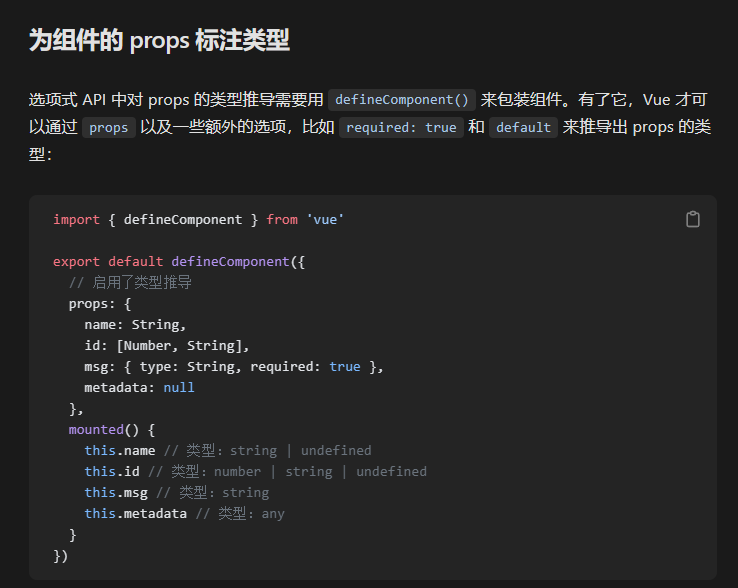 为组件的 props 标注类型
选项式 API 中对 props 的类型推导需要用 defineComponent() 来包装组件。有了它，Vue 才可
以通过 props 以及一些额外的选项，比如 required: true 和 default 来推导出 props 的类
型：
import { defineComponent } from 'vue'
export default defineComponent({
  // 启用了类型推导
  props: {
    name: String,
    id: [Number, String],
    msg: { type: String, required: true },
    metadata: null
  },
  mounted() {
    this.name // 类型：string | undefined
    this.id // 类型：number | string | undefined
    this.msg // 类型：string
    this.metadata // 类型：any
  }
})